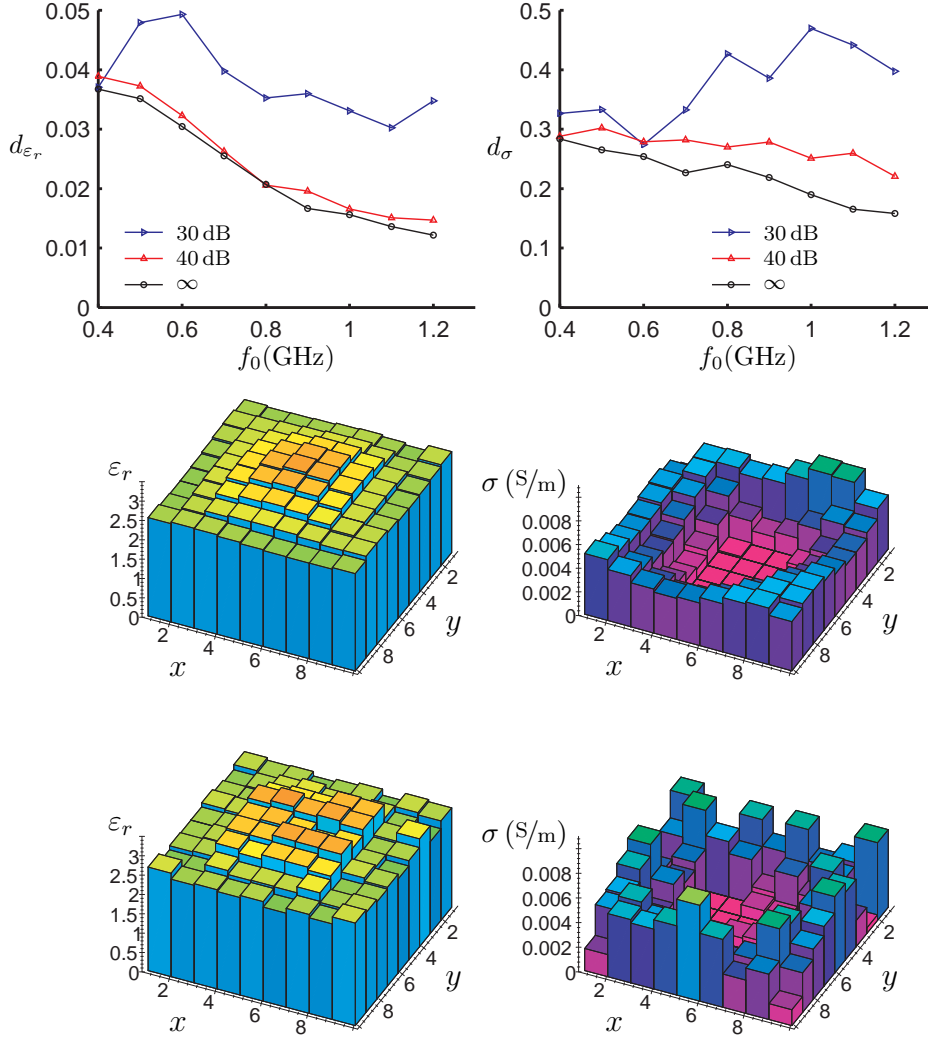 0.05
0.04
0.03
0.02
0.01
0
d_{ε_r}
30 dB
40 dB
∞
0.4 0.6 0.8 1 1.2
f_0(GHz)
0.5
0.4
0.3
0.2
0.1
0
d_σ
30 dB
40 dB
∞
0.4 0.6 0.8 1 1.2
f_0(GHz)
ε_r
3
2.5
2
1.5
1
0.5
0
2 4 6 8
x
2 4 6 8
y
σ (S/m)
0.008
0.006
0.004
0.002
0
2 4 6 8
x
2 4 6 8
y
ε_r
3
2.5
2
1.5
1
0.5
0
2 4 6 8
x
2 4 6 8
y
σ (S/m)
0.008
0.006
0.004
0.002
0
2 4 6 8
x
2 4 6 8
y